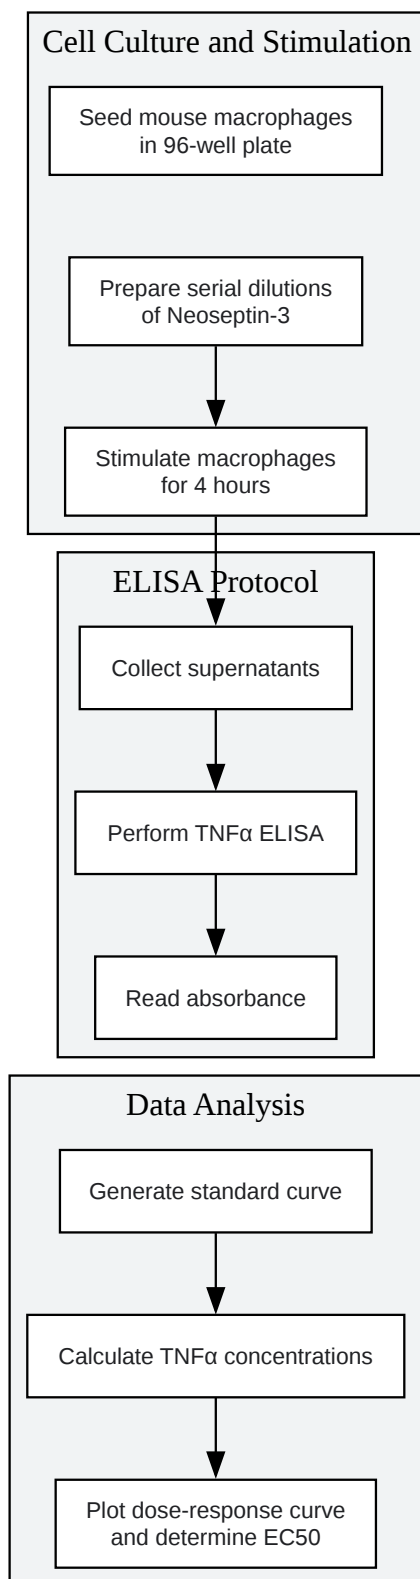 Cell Culture and Stimulation
Seed mouse macrophages
in 96-well plate
Prepare serial dilutions
of Neoseptin-3
Stimulate macrophages
for 4 hours
ELISA Protocol
Collect supernatants
Perform TNFα ELISA
Read absorbance
Data Analysis
Generate standard curve
Calculate TNFα concentrations
Plot dose-response curve
and determine EC50